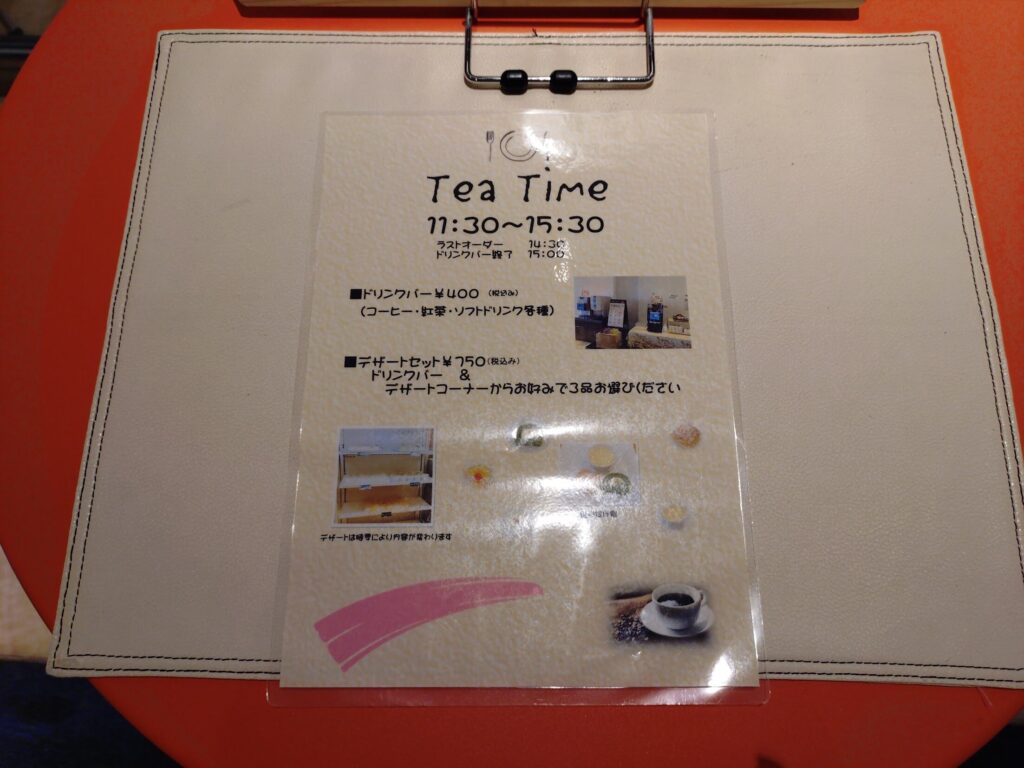 Tea Time
11:30～15:30
ラストオーダー 14:30
ドリンクバー終了 15:00
■ドリンクバー￥400 (税込み)
(コーヒー・紅茶・ソフトドリンク各種)
■デザートセット￥750(税込み)
ドリンクバー &
デザートコーナーからお好みで3品お選びください
デザートは時季により内容が変わります